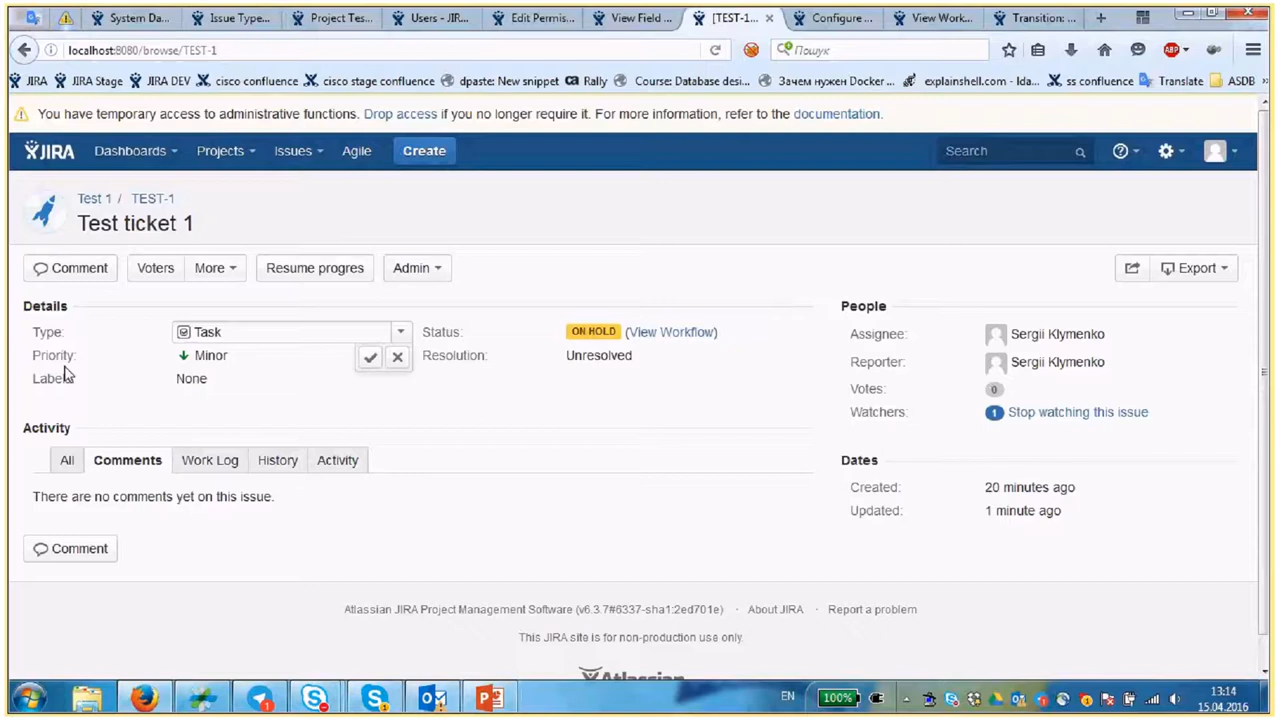 System Da...
Issue Type...
Project Tes...
Users - JIR...
Edit Permis...
View Field ...
[TEST-1...
Configure ...
View Work...
Transition: ...
localhost:8080/browse/TEST-1
Пошук
JIRA
JIRA Stage
JIRA DEV
cisco confluence
cisco stage confluence
dpaste: New snippet
ca Rally
Course: Database desi...
Зачем нужен Docker ...
explainshell.com - Ida...
ss confluence
Translate
ASDB
You have temporary access to administrative functions. Drop access if you no longer require it. For more information, refer to the documentation.
JIRA Dashboards Projects Issues Agile Create Search
Test 1 / TEST-1
Test ticket 1
Comment Voters More Resume progres Admin Export
Details
Type: Task
Status: ON HOLD (View Workflow)
Priority: Minor
Resolution: Unresolved
Labels: None
People
Assignee: Sergii Klymenko
Reporter: Sergii Klymenko
Votes: 0
Watchers: 1 Stop watching this issue
Activity
All Comments Work Log History Activity
There are no comments yet on this issue.
Dates
Created: 20 minutes ago
Updated: 1 minute ago
Comment
Atlassian JIRA Project Management Software (v6.3.7#6337-sha1:2ed701e) · About JIRA · Report a problem
This JIRA site is for non-production use only.
Atlassian
EN
100%
13:14
15.04.2016